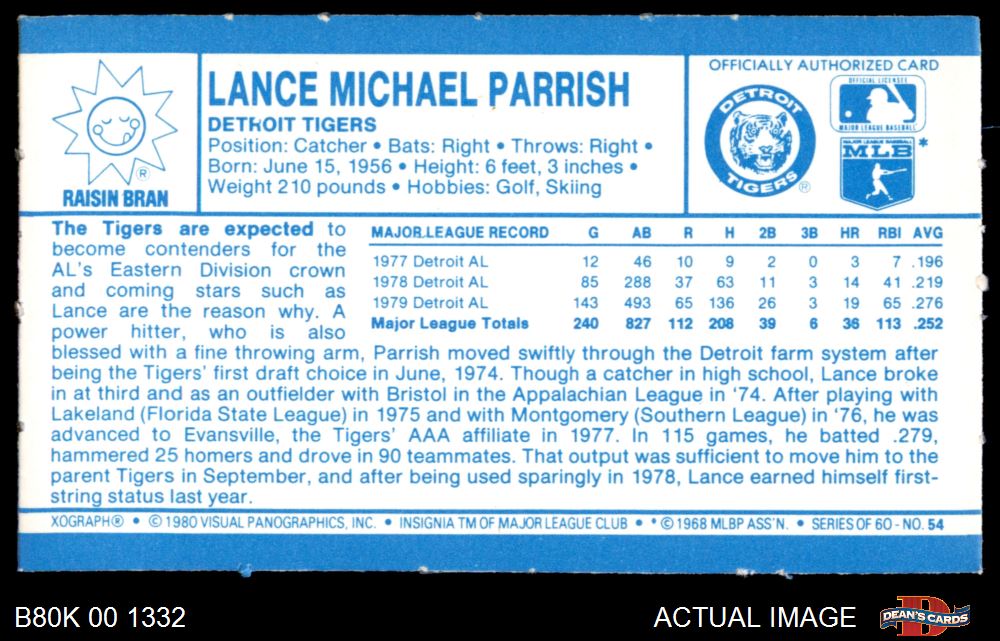 RAISIN BRAN
®
LANCE MICHAEL PARRISH
DETROIT TIGERS
Position: Catcher • Bats: Right • Throws: Right •
Born: June 15, 1956 • Height: 6 feet, 3 inches •
Weight 210 pounds • Hobbies: Golf, Skiing
OFFICIALLY AUTHORIZED CARD
DETROIT
TIGERS
®
OFFICIAL LICENSEE
MAJOR LEAGUE BASEBALL
MAJOR LEAGUE BASEBALL
MLB *
The Tigers are expected to
become contenders for the
AL's Eastern Division crown
and coming stars such as
Lance are the reason why. A
power hitter, who is also
MAJOR LEAGUE RECORD G AB R H 2B 3B HR RBI AVG
1977 Detroit AL 12 46 10 9 2 0 3 7 .196
1978 Detroit AL 85 288 37 63 11 3 14 41 .219
1979 Detroit AL 143 493 65 136 26 3 19 65 .276
Major League Totals 240 827 112 208 39 6 36 113 .252
blessed with a fine throwing arm, Parrish moved swiftly through the Detroit farm system after
being the Tigers' first draft choice in June, 1974. Though a catcher in high school, Lance broke
in at third and as an outfielder with Bristol in the Appalachian League in '74. After playing with
Lakeland (Florida State League) in 1975 and with Montgomery (Southern League) in '76, he was
advanced to Evansville, the Tigers' AAA affiliate in 1977. In 115 games, he batted .279,
hammered 25 homers and drove in 90 teammates. That output was sufficient to move him to the
parent Tigers in September, and after being used sparingly in 1978, Lance earned himself first-
string status last year.
XOGRAPH® • © 1980 VISUAL PANOGRAPHICS, INC. • INSIGNIA TM OF MAJOR LEAGUE CLUB • * © 1968 MLBP ASS'N. • SERIES OF 60 - NO. 54
B80K 00 1332
ACTUAL IMAGE
DEAN'S CARDS